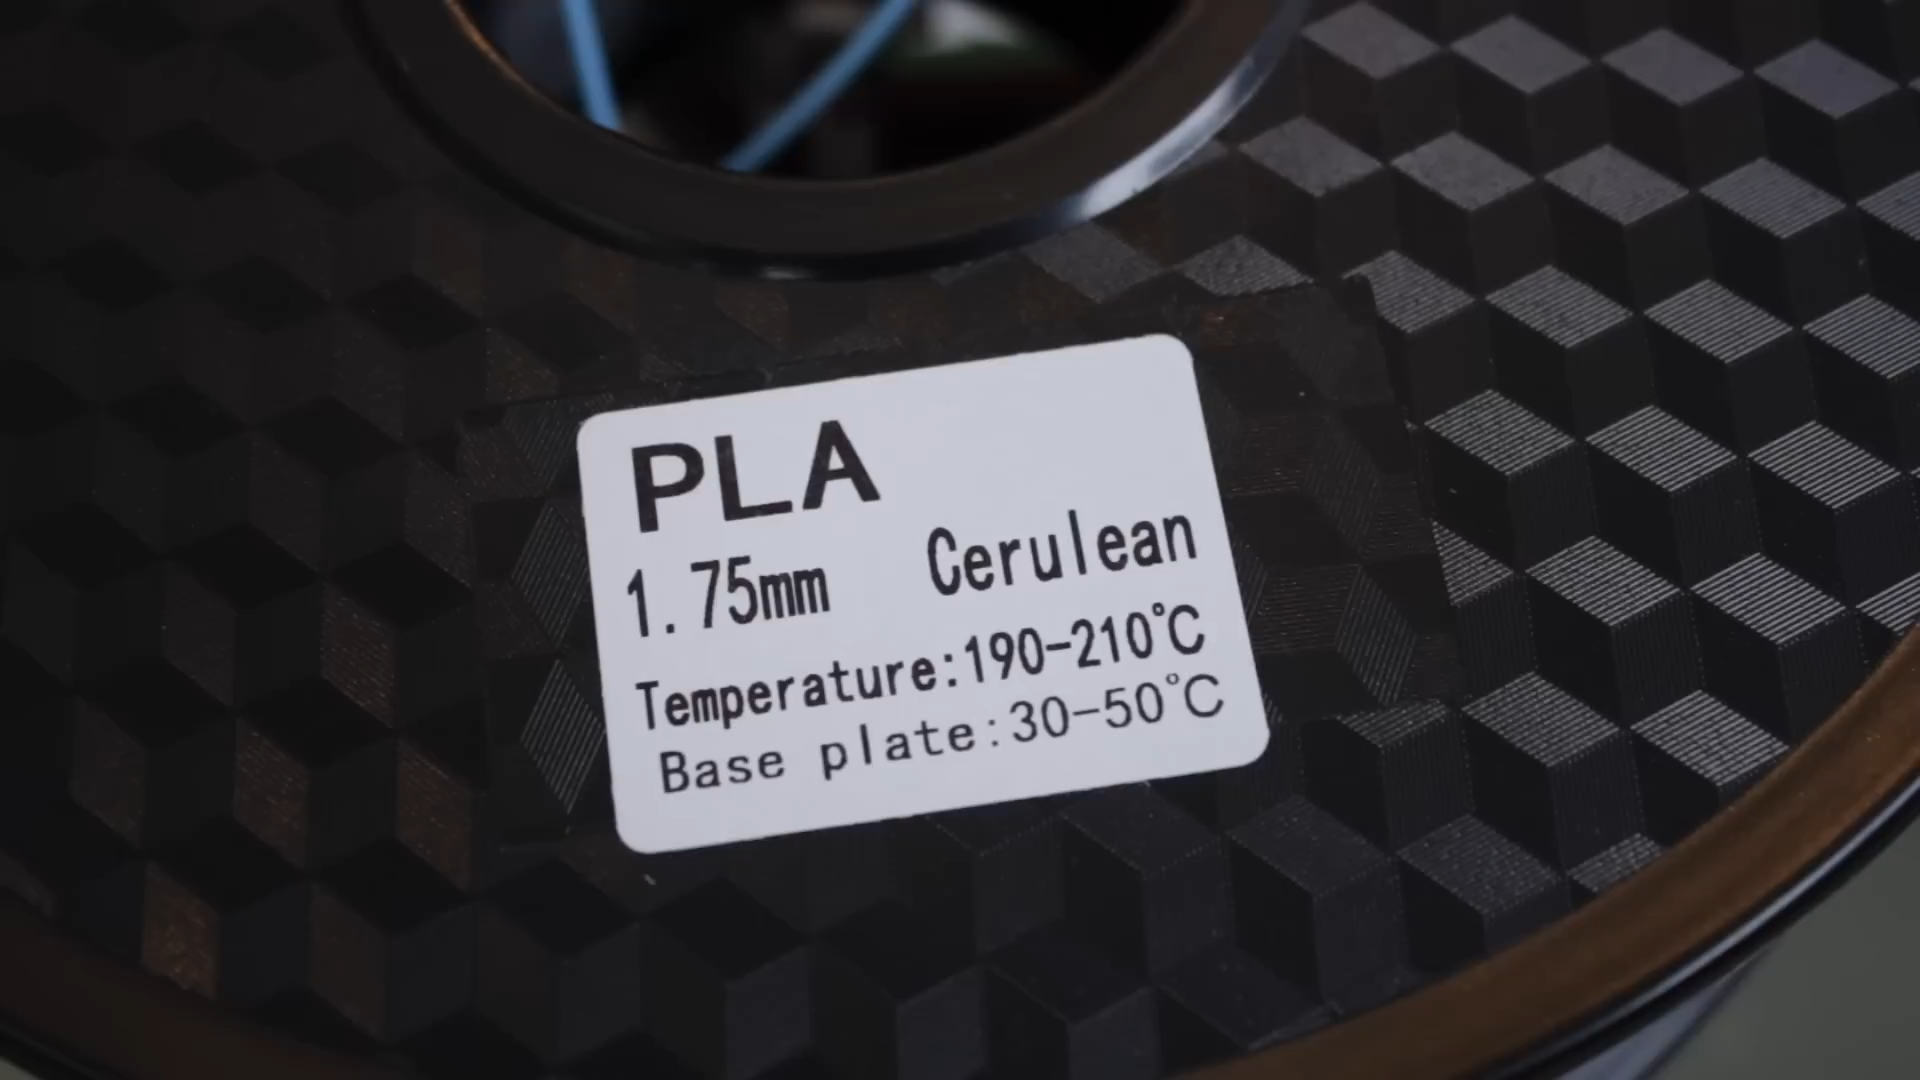 PLA
1.75mm Cerulean
Temperature:190-210℃
Base plate:30-50℃